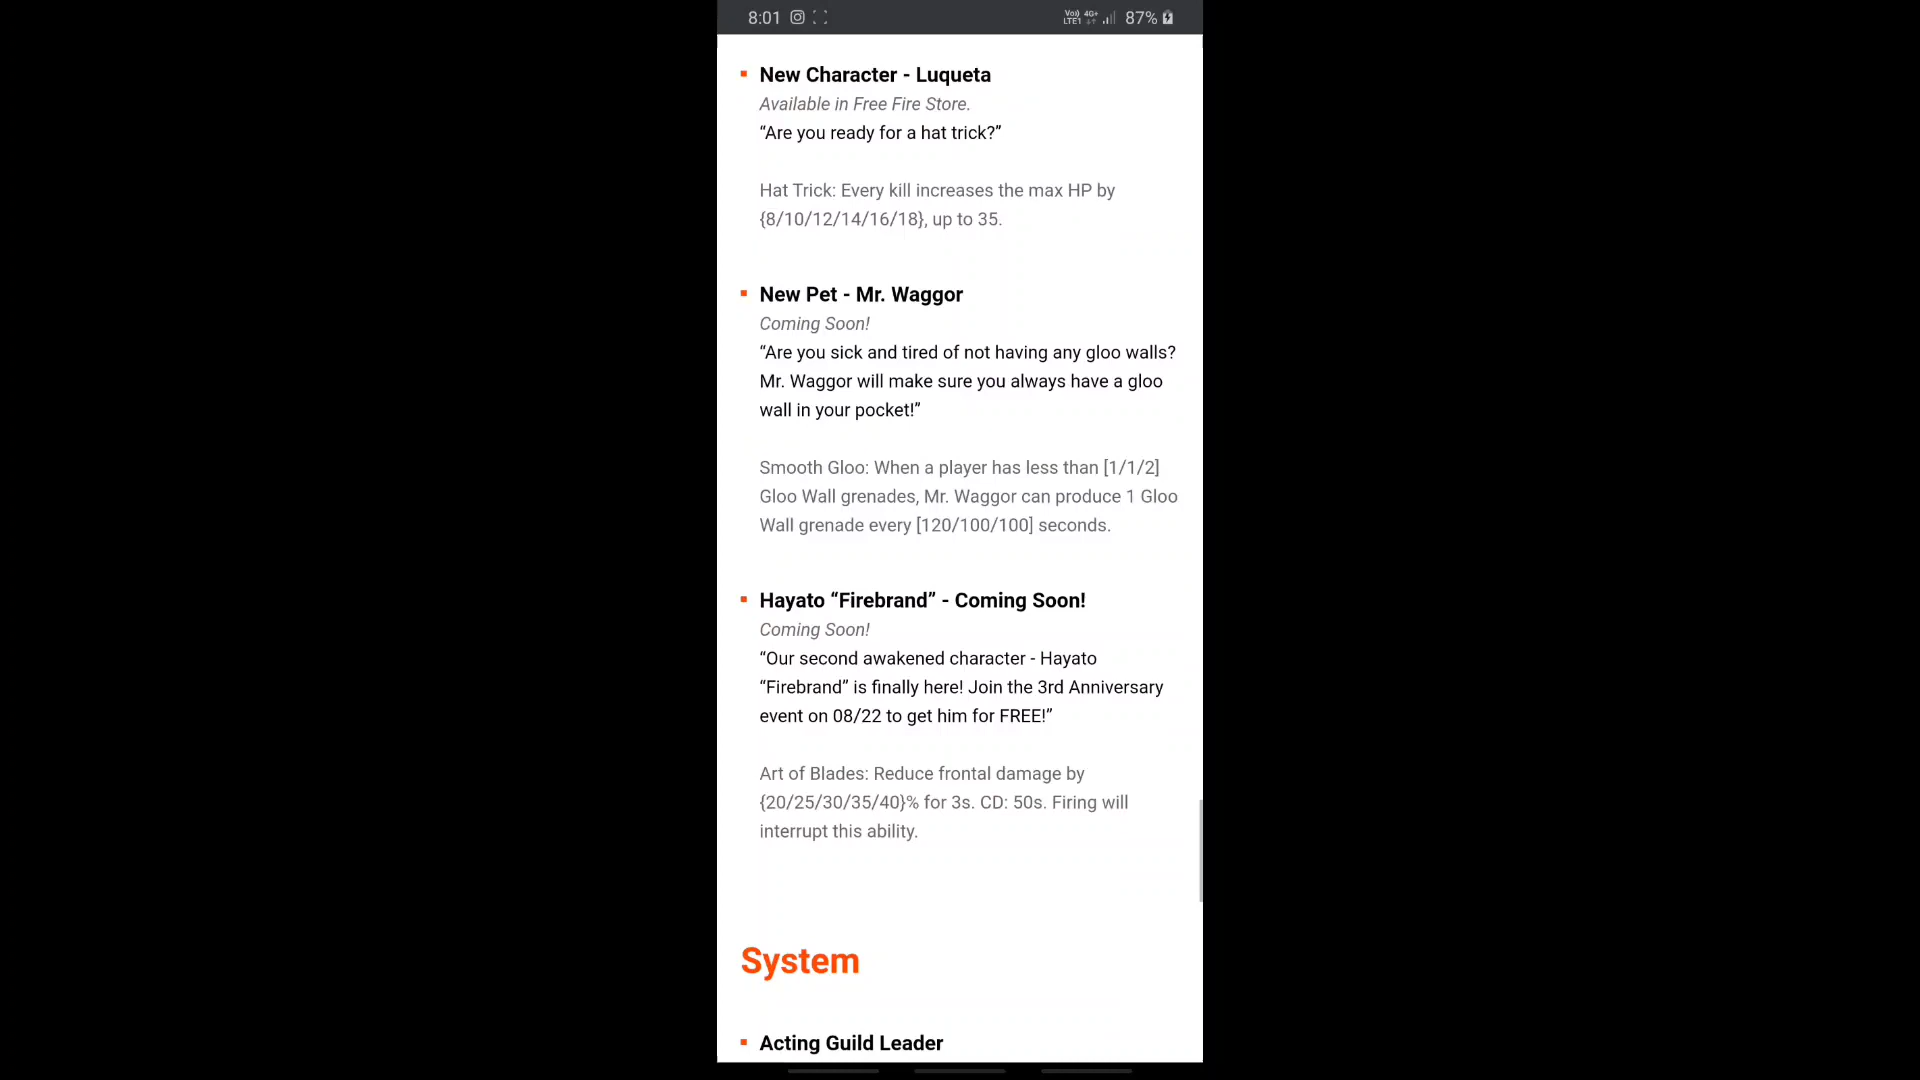 8:01
Vo)) 4G+
LTE1
87%
New Character - Luqueta
Available in Free Fire Store.
“Are you ready for a hat trick?”
Hat Trick: Every kill increases the max HP by
{8/10/12/14/16/18}, up to 35.
New Pet - Mr. Waggor
Coming Soon!
“Are you sick and tired of not having any gloo walls?
Mr. Waggor will make sure you always have a gloo
wall in your pocket!”
Smooth Gloo: When a player has less than [1/1/2]
Gloo Wall grenades, Mr. Waggor can produce 1 Gloo
Wall grenade every [120/100/100] seconds.
Hayato “Firebrand” - Coming Soon!
Coming Soon!
“Our second awakened character - Hayato
“Firebrand” is finally here! Join the 3rd Anniversary
event on 08/22 to get him for FREE!”
Art of Blades: Reduce frontal damage by
{20/25/30/35/40}% for 3s. CD: 50s. Firing will
interrupt this ability.
System
Acting Guild Leader